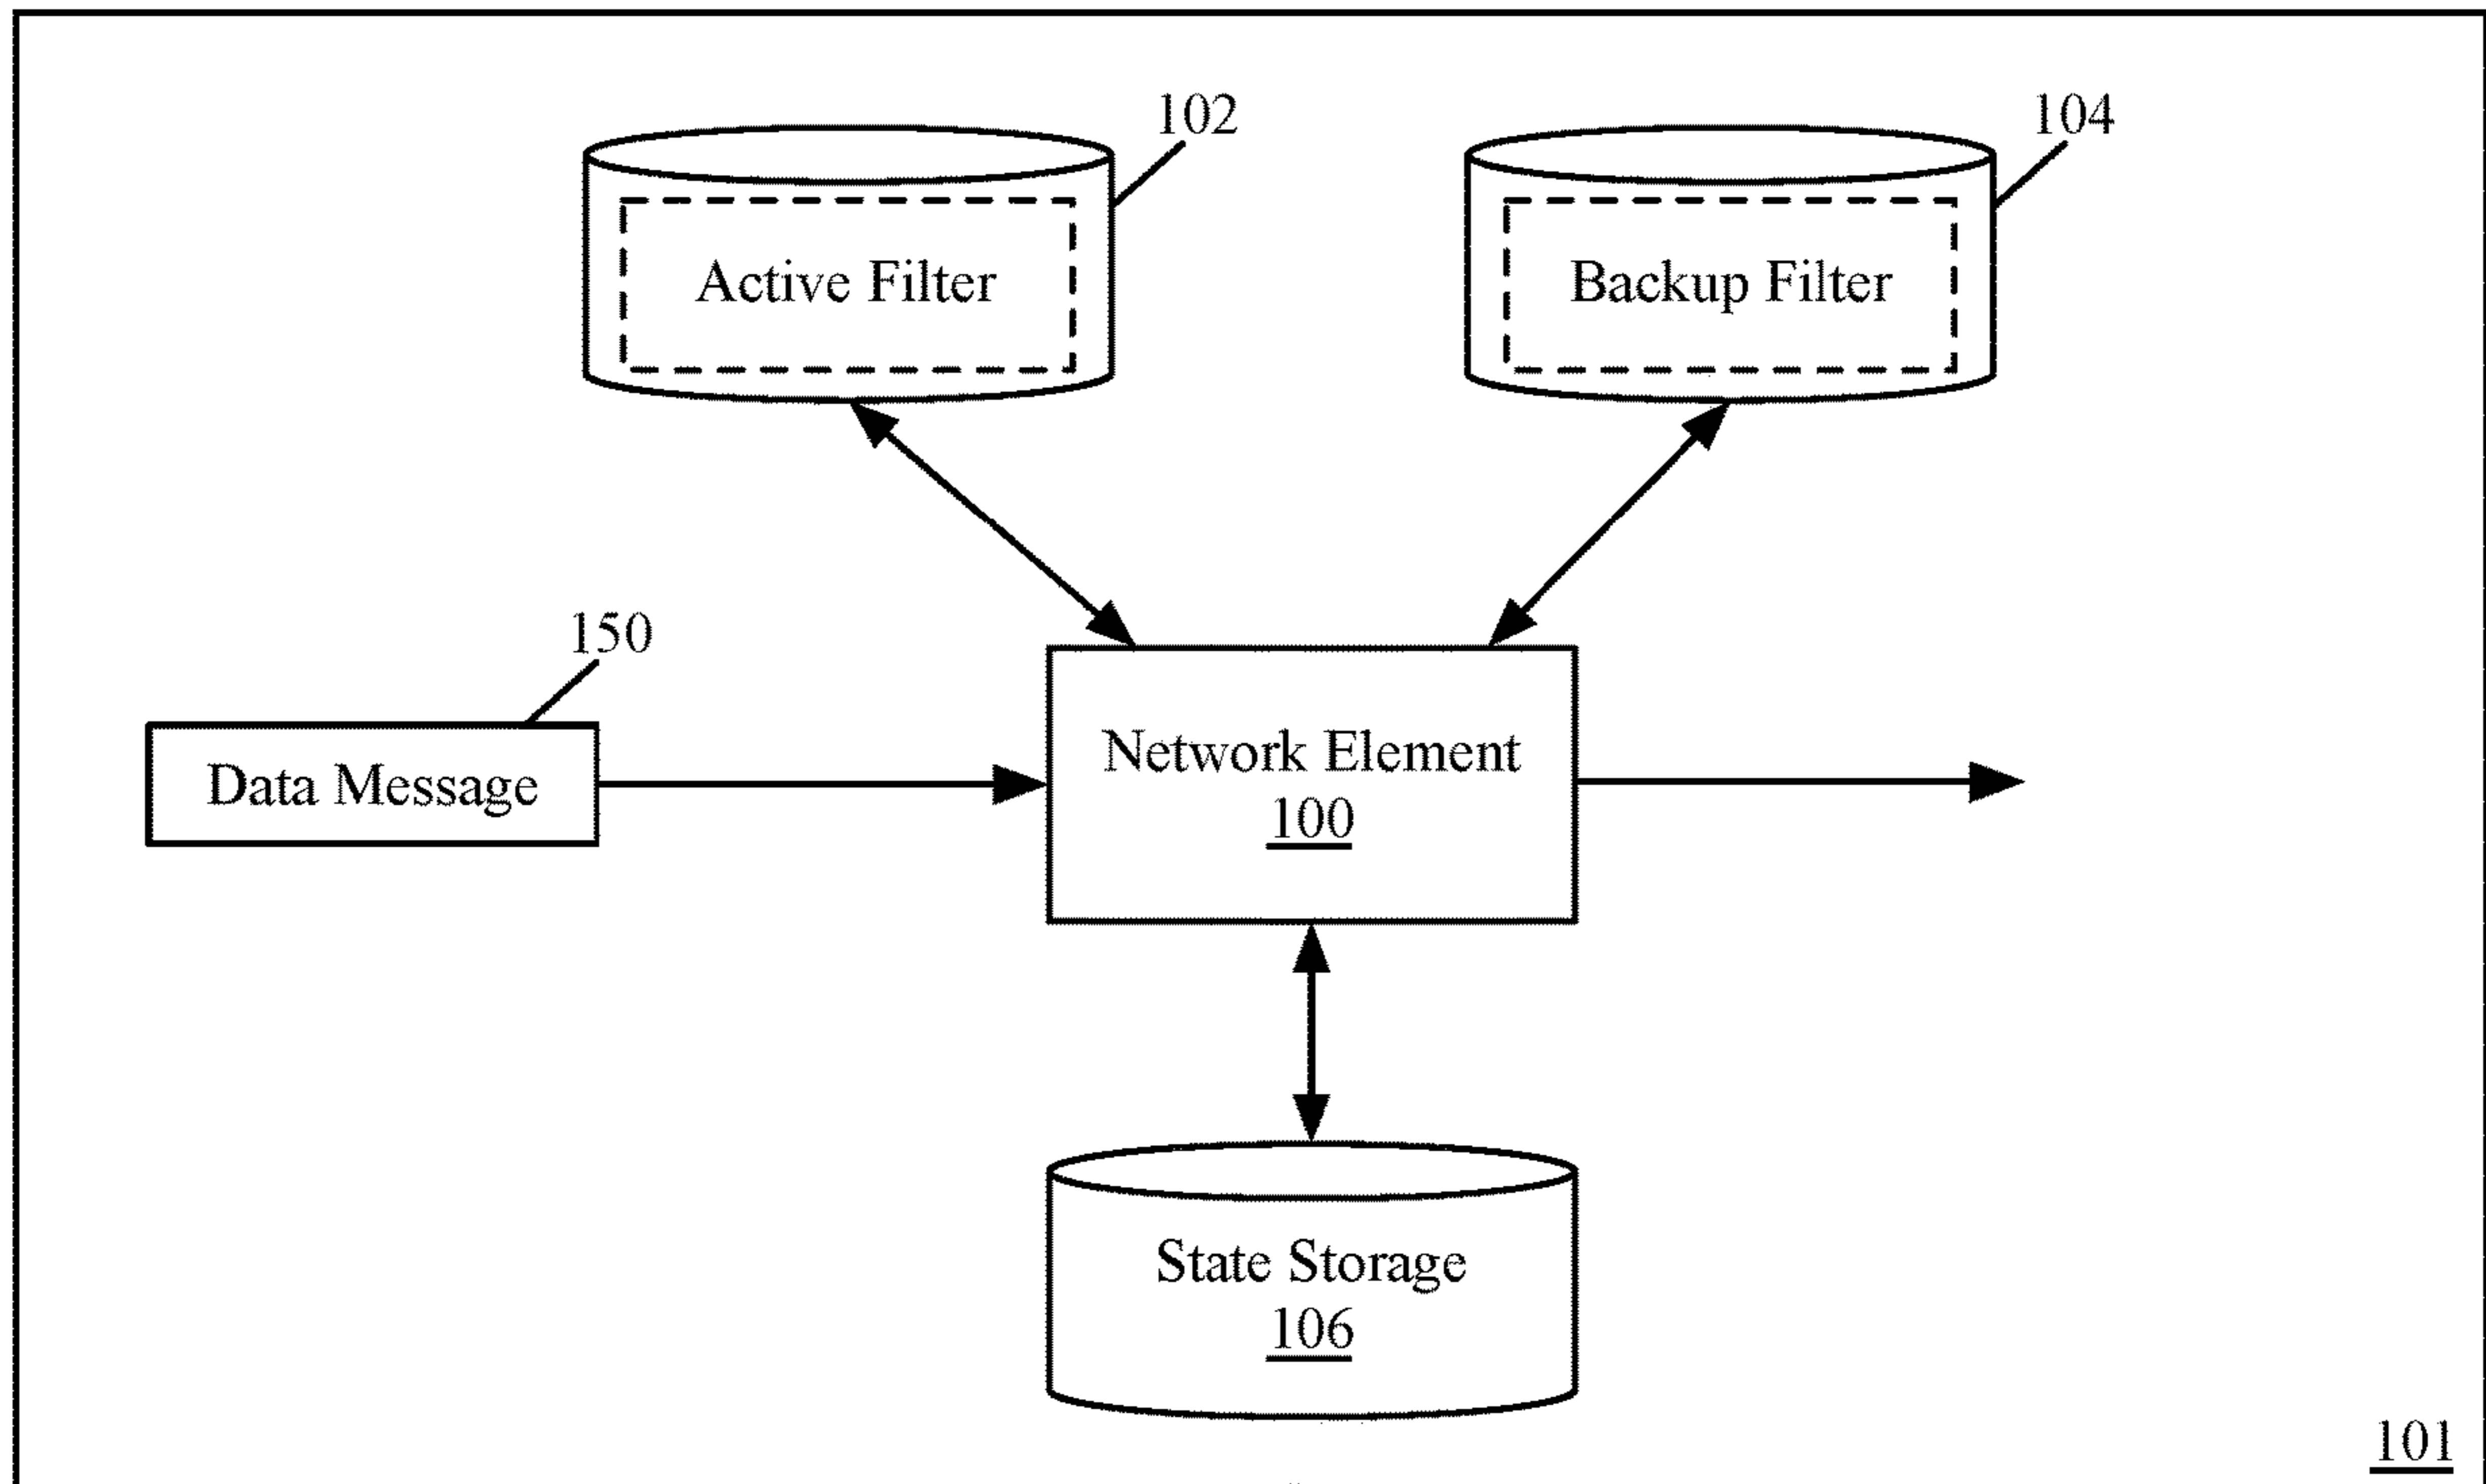 102
104
Active Filter
Backup Filter
150
Data Message
Network Element
100
State Storage
106
101